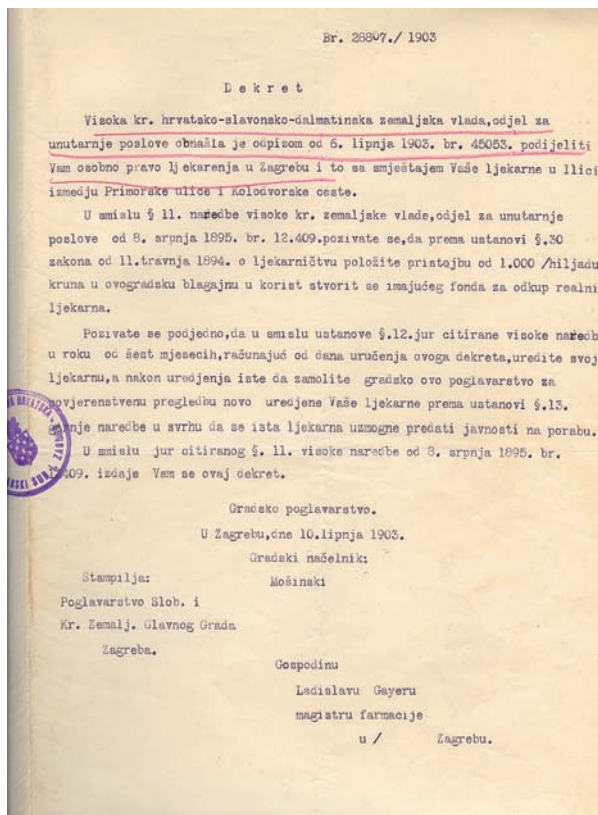 Br. 28807./ 1903
D e k r e t
Visoka kr. hrvatsko-slavonsko-dalmatinska zemaljska vlada,odjel za
unutarnje poslove obnašla je odpisom od 6. lipnja 1903. br. 45053. podijeliti
Vam osobno pravo ljekarenja u Zagrebu i to sa smještajem Vaše ljekarne u Ilici
izmedju Primorske ulice i Kolodvorske ceste.
U smislu § 11. naredbe visoke kr. zemaljske vlade,odjel za unutarnje
poslove od 8. srpnja 1895. br. 12.409.pozivate se,da prema ustanovi §.30
zakona od 11.travnja 1894. o ljekarničtvu položite pristojbu od 1.000 /hiljadu
kruna u ovogradsku blagajnu u korist stvorit se imajućeg fonda za odkup realni
ljekarna.
Pozivate se podjedno,da u smislu ustanove §.12.jur citirane visoke naredb
u roku od šest mjesecih,računajuć od dana uručenja ovoga dekreta,uredite svoj
ljekarnu,a nakon uredjenja iste da zamolite gradsko ovo poglavarstvo za
povjerenstvenu pregledbu novo uredjene Vaše ljekarne prema ustanovi §.13.
naredbe u svrhu da se ista ljekarna uzmogne predati javnosti na porabu.
U smislu jur citiranog §. 11. visoke naredbe od 8. srpnja 1895. br.
409. izdaje Vam se ovaj dekret.
Gradsko poglavarstvo.
U Zagrebu,dne 10.lipnja 1903.
Gradski načelnik:
Stampilja:
Mošinski
Poglavarstvo Slob. i
Kr. Zemalj. Glavnog Grada
Zagreba.
Gospodinu
Ladislavu Gayeru
magistru farmacije
u / Zagrebu.